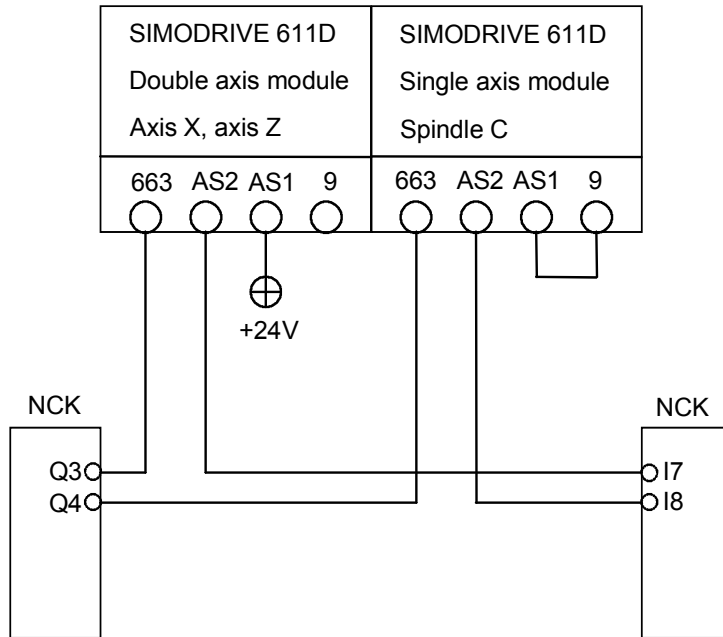 SIMODRIVE 611D
Double axis module
Axis X, axis Z
SIMODRIVE 611D
Single axis module
Spindle C
663 AS2 AS1 9
663 AS2 AS1 9
+24V
NCK
NCK
Q3
Q4
I7
I8